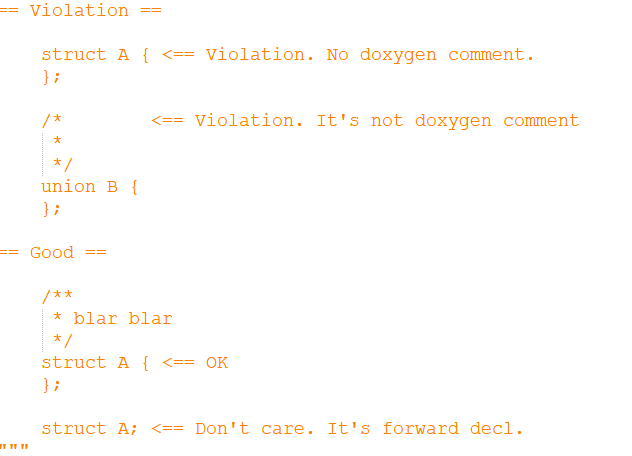 == Violation ==
struct A { <== Violation. No doxygen comment.
};
/*        <== Violation. It's not doxygen comment
*
*/
union B {
};
== Good ==
/**
* blar blar
*/
struct A { <== OK
};
struct A; <== Don't care. It's forward decl.
"""